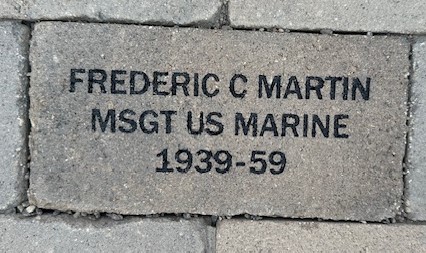 FREDERIC C MARTIN
MSGT US MARINE
1939-59